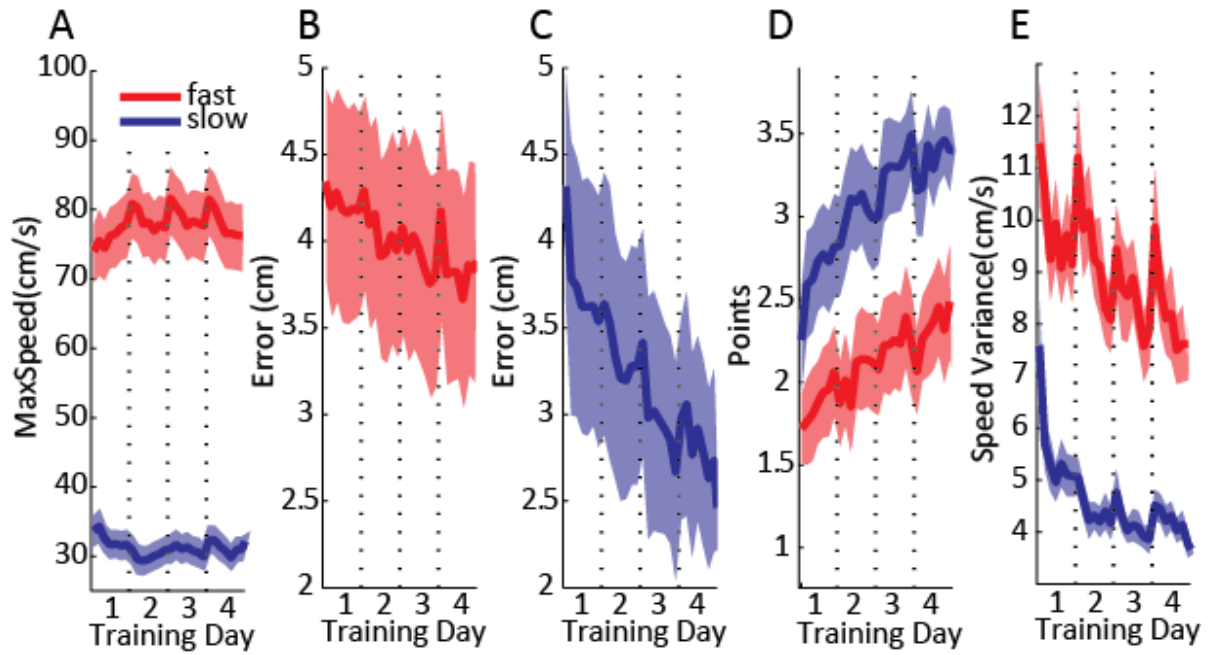 A
B
C
D
E
MaxSpeed(cm/s)
100
90
80
70
60
50
40
30
fast
slow
1 2 3 4
Training Day
Error (cm)
5
4.5
4
3.5
3
2.5
2
1 2 3 4
Training Day
Error (cm)
5
4.5
4
3.5
3
2.5
2
1 2 3 4
Training Day
Points
3.5
3
2.5
2
1.5
1
1 2 3 4
Training Day
Speed Variance(cm/s)
12
11
10
9
8
7
6
5
4
1 2 3 4
Training Day